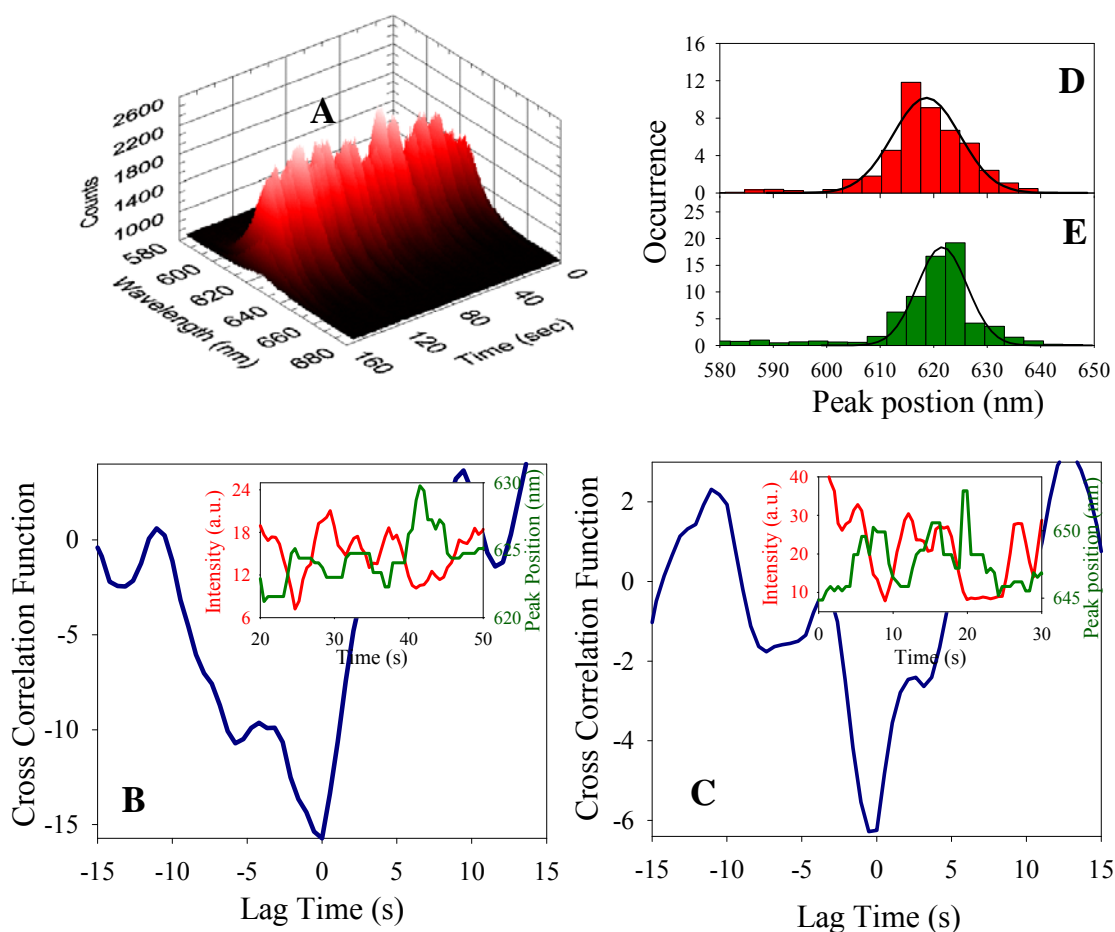 A
2600
2200
1800
1400
1000
Counts
580
600
620
640
660
680
Wavelength (nm)
160
120
80
40
0
Time (sec)
D
16
12
8
4
0
E
25
20
15
10
5
0
Occurrence
580 590 600 610 620 630 640 650
Peak postion (nm)
B
Cross Correlation Function
0
-5
-10
-15
-15 -10 -5 0 5 10 15
Lag Time (s)
Intensity (a.u.)
24
18
12
6
20 30 40 50
Time (s)
630
625
620
Peak Position (nm)
C
Cross Correlation Function
2
0
-2
-4
-6
-15 -10 -5 0 5 10 15
Lag Time (s)
Intensity (a.u.)
40
30
20
10
0 10 20 30
Time (s)
650
645
Peak position (nm)